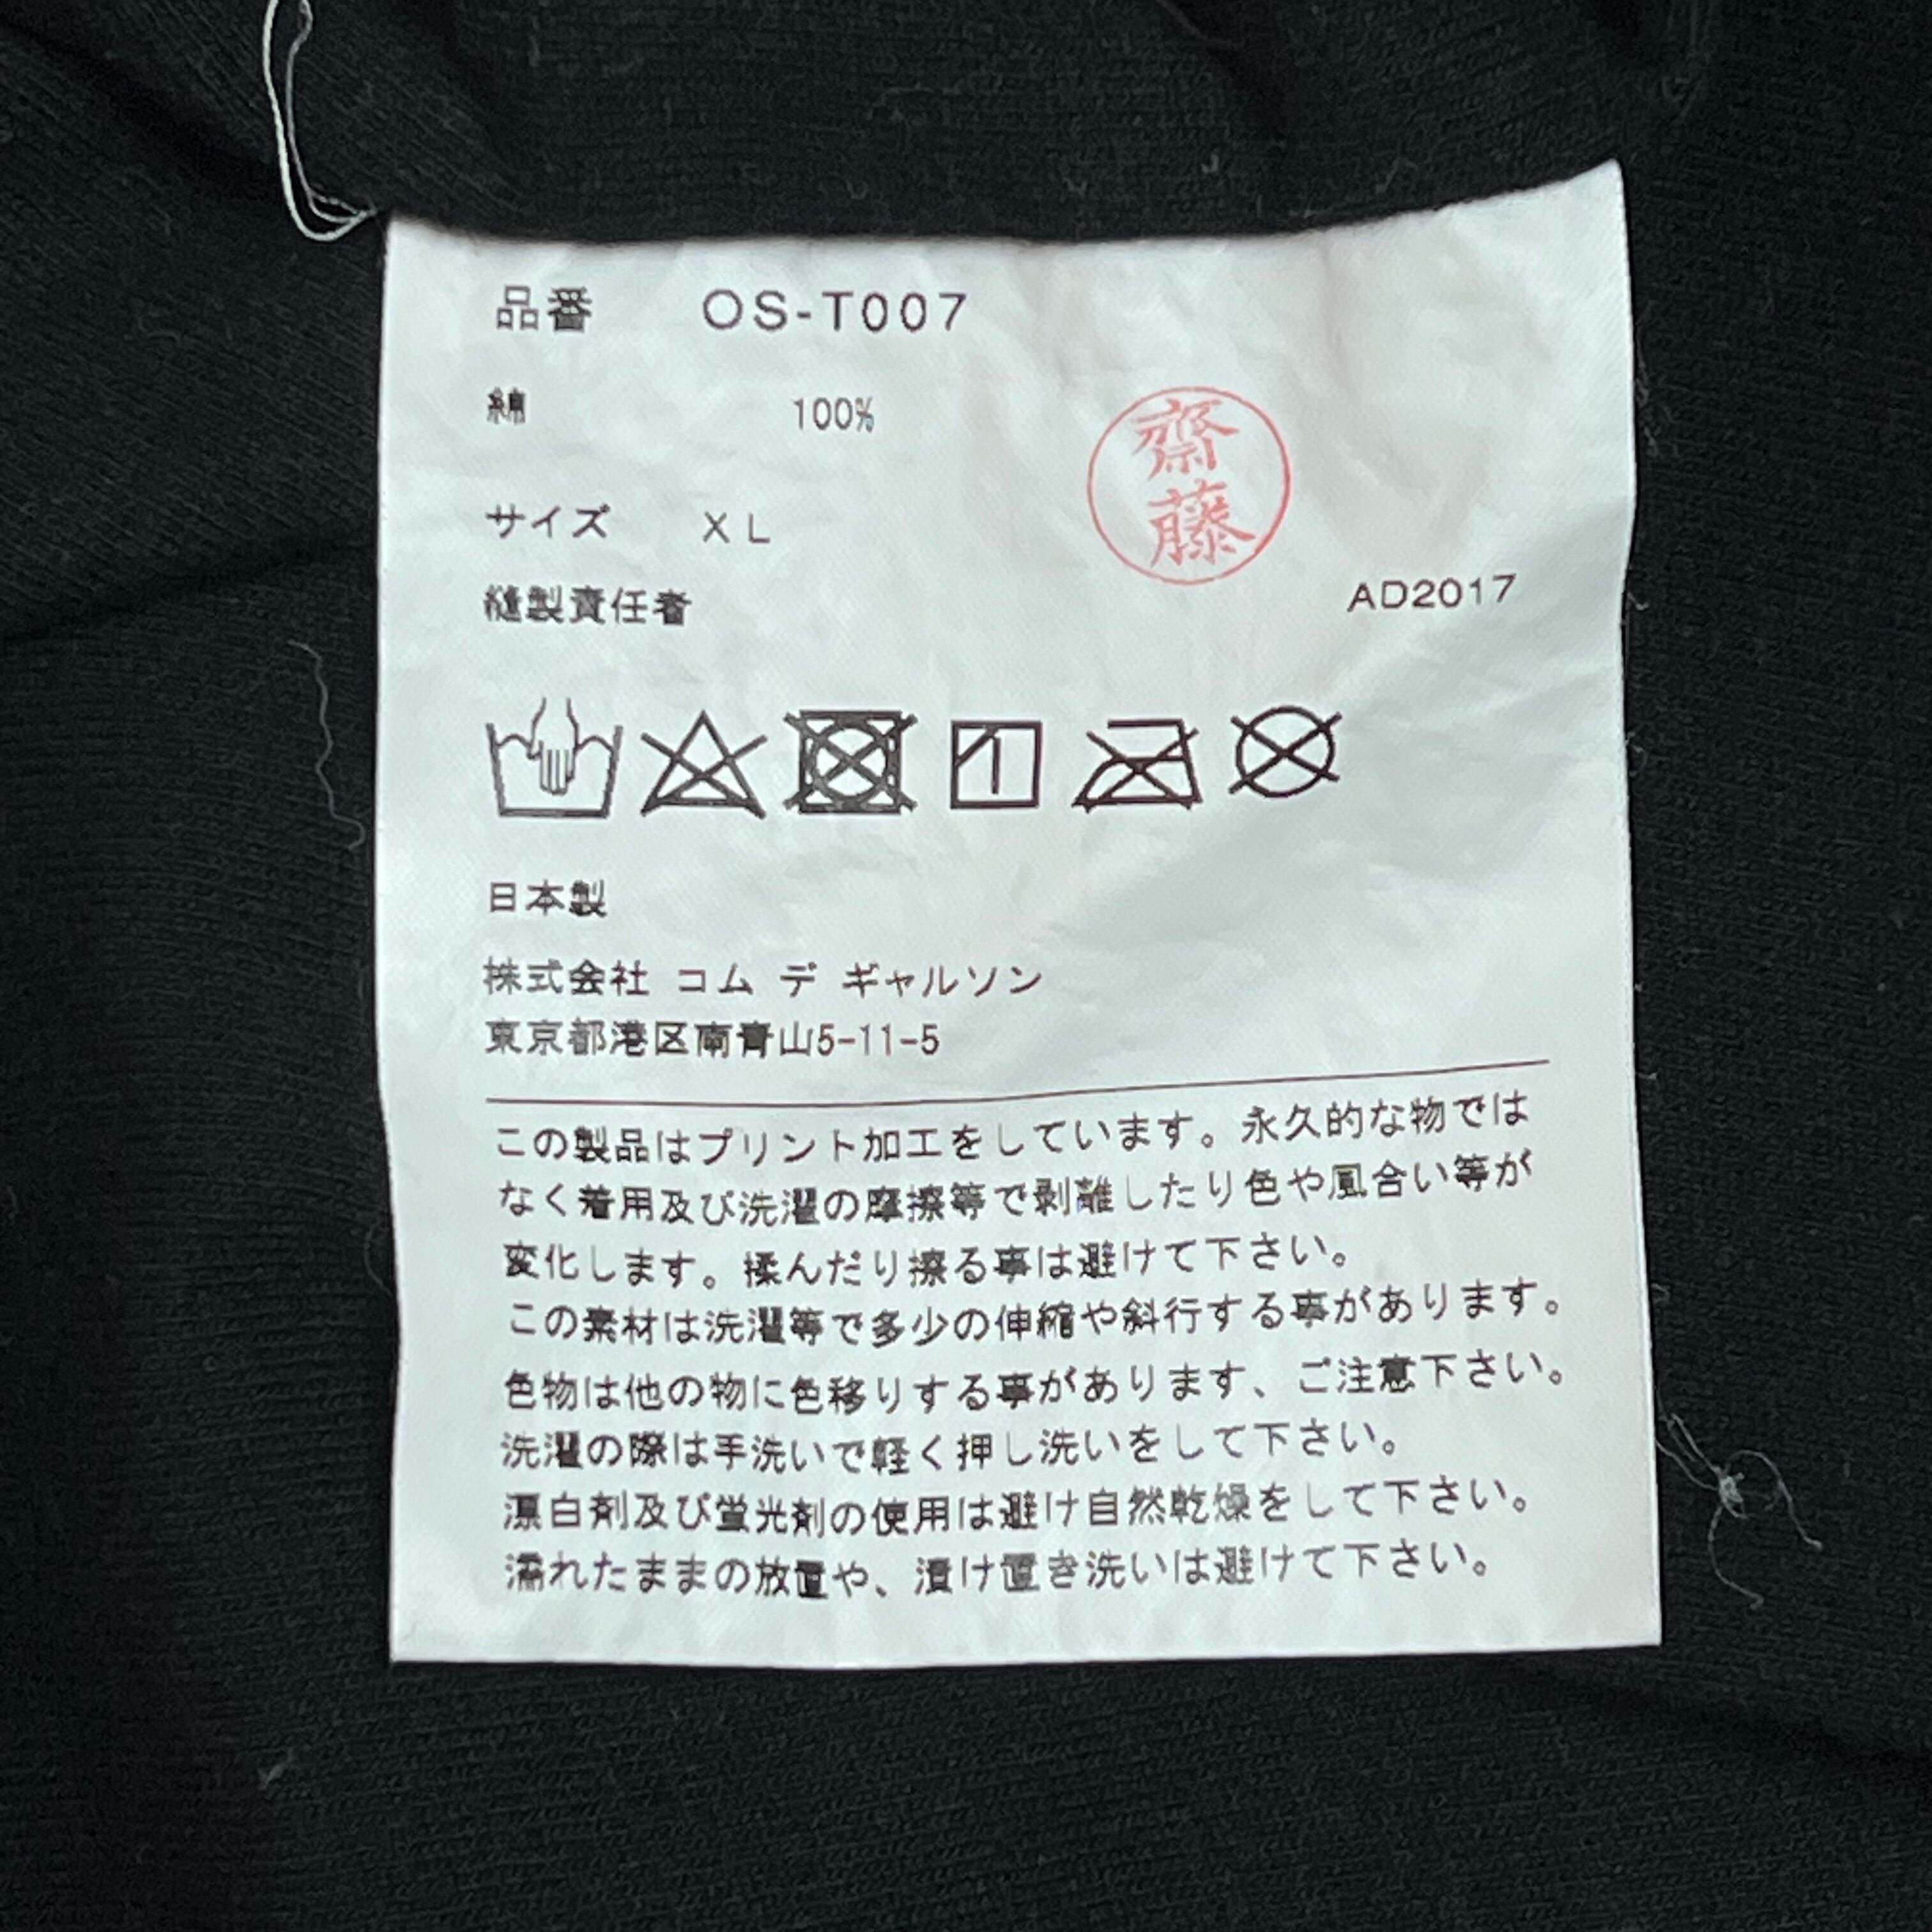 品番 OS-T007
綿 100%
齋藤
サイズ XL
縫製責任者
AD2017
日本製
株式会社 コム デ ギャルソン
東京都港区南青山5-11-5
この製品はプリント加工をしています。永久的な物では
なく着用及び洗濯の摩擦等で剥離したり色や風合い等が
変化します。揉んだり擦る事は避けて下さい。
この素材は洗濯等で多少の伸縮や斜行する事があります。
色物は他の物に色移りする事があります、ご注意下さい。
洗濯の際は手洗いで軽く押し洗いをして下さい。
漂白剤及び蛍光剤の使用は避け自然乾燥をして下さい。
濡れたままの放置や、漬け置き洗いは避けて下さい。